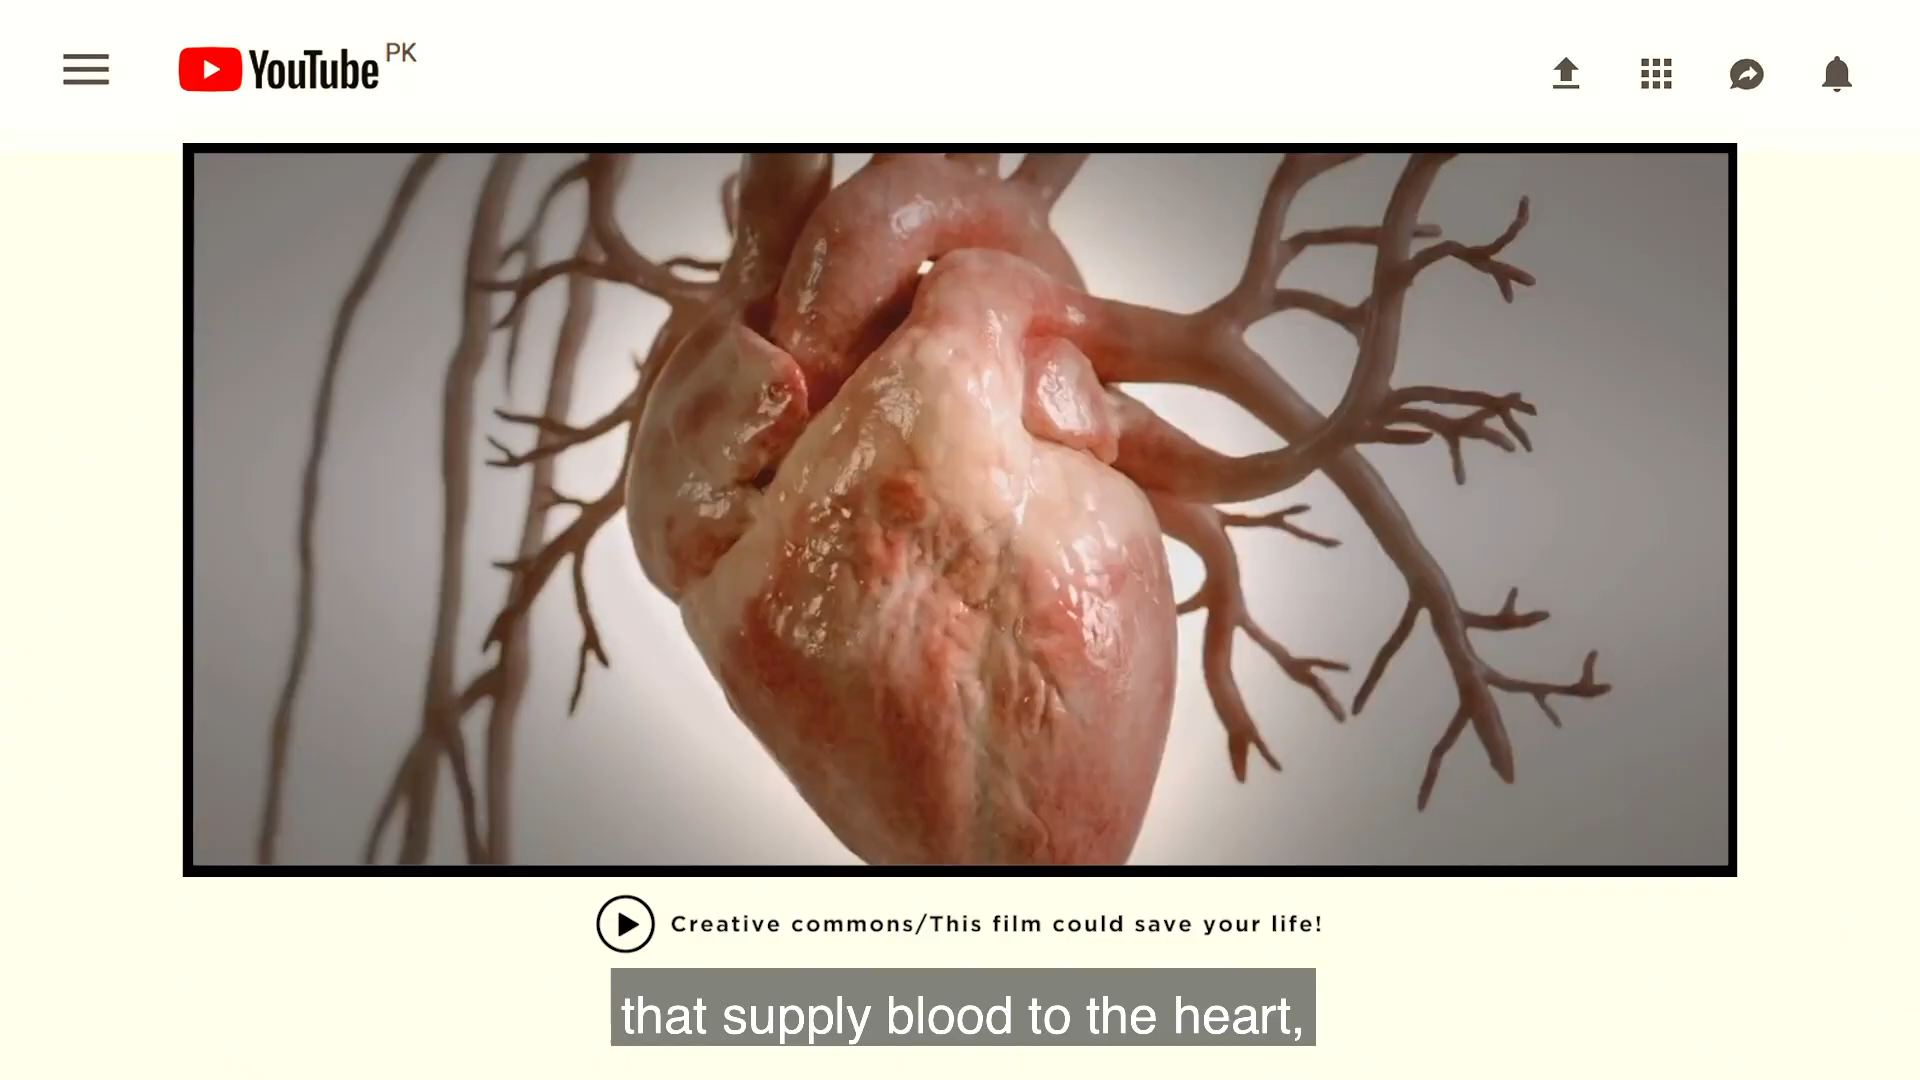 YouTube PK
Creative commons/This film could save your life!
that supply blood to the heart,